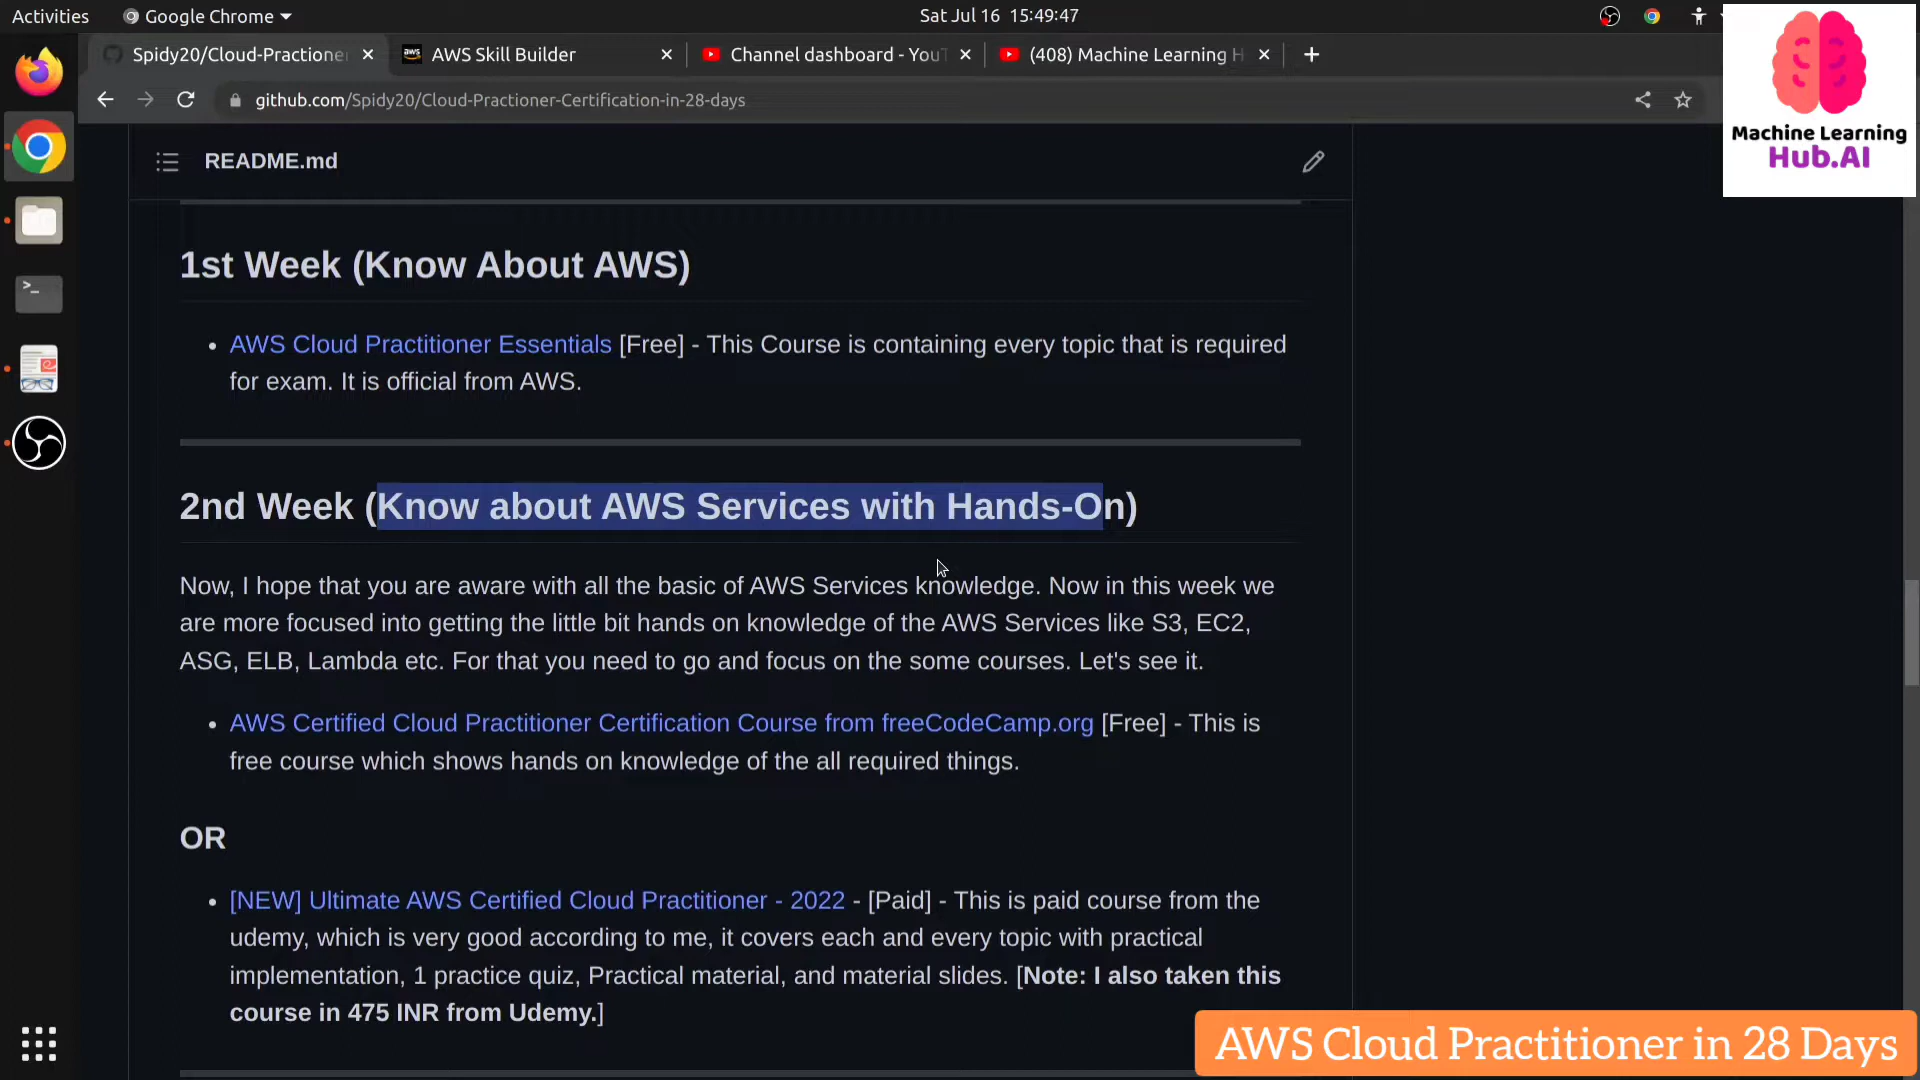 Activities
Google Chrome
Sat Jul 16 15:49:47
Spidy20/Cloud-Practione
AWS Skill Builder
Channel dashboard - YouT
(408) Machine Learning H
github.com/Spidy20/Cloud-Practioner-Certification-in-28-days
Machine Learning
Hub.AI
README.md
1st Week (Know About AWS)
AWS Cloud Practitioner Essentials [Free] - This Course is containing every topic that is required
for exam. It is official from AWS.
2nd Week (Know about AWS Services with Hands-On)
Now, I hope that you are aware with all the basic of AWS Services knowledge. Now in this week we
are more focused into getting the little bit hands on knowledge of the AWS Services like S3, EC2,
ASG, ELB, Lambda etc. For that you need to go and focus on the some courses. Let's see it.
AWS Certified Cloud Practitioner Certification Course from freeCodeCamp.org [Free] - This is
free course which shows hands on knowledge of the all required things.
OR
[NEW] Ultimate AWS Certified Cloud Practitioner - 2022 - [Paid] - This is paid course from the
udemy, which is very good according to me, it covers each and every topic with practical
implementation, 1 practice quiz, Practical material, and material slides. [Note: I also taken this
course in 475 INR from Udemy.]
AWS Cloud Practitioner in 28 Days